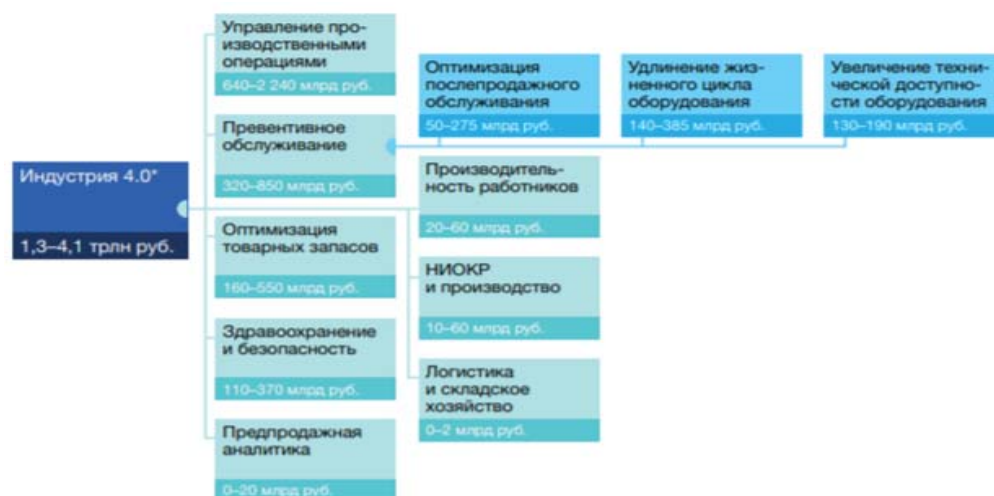 Индустрия 4.0*
1,3–4,1 трлн руб.
Управление про-
изводственными
операциями
640–2 240 млрд руб.
Превентивное
обслуживание
320–850 млрд руб.
Оптимизация
послепродажного
обслуживания
50–275 млрд руб.
Удлинение жиз-
ненного цикла
оборудования
140–385 млрд руб.
Увеличение техни-
ческой доступно-
сти оборудования
130–190 млрд руб.
Оптимизация
товарных запасов
160–550 млрд руб.
Здравоохранение
и безопасность
110–370 млрд руб.
Предпродажная
аналитика
0–20 млрд руб.
Производитель-
ность работников
20–60 млрд руб.
НИОКР
и производство
10–60 млрд руб.
Логистика
и складское
хозяйство
0–2 млрд руб.